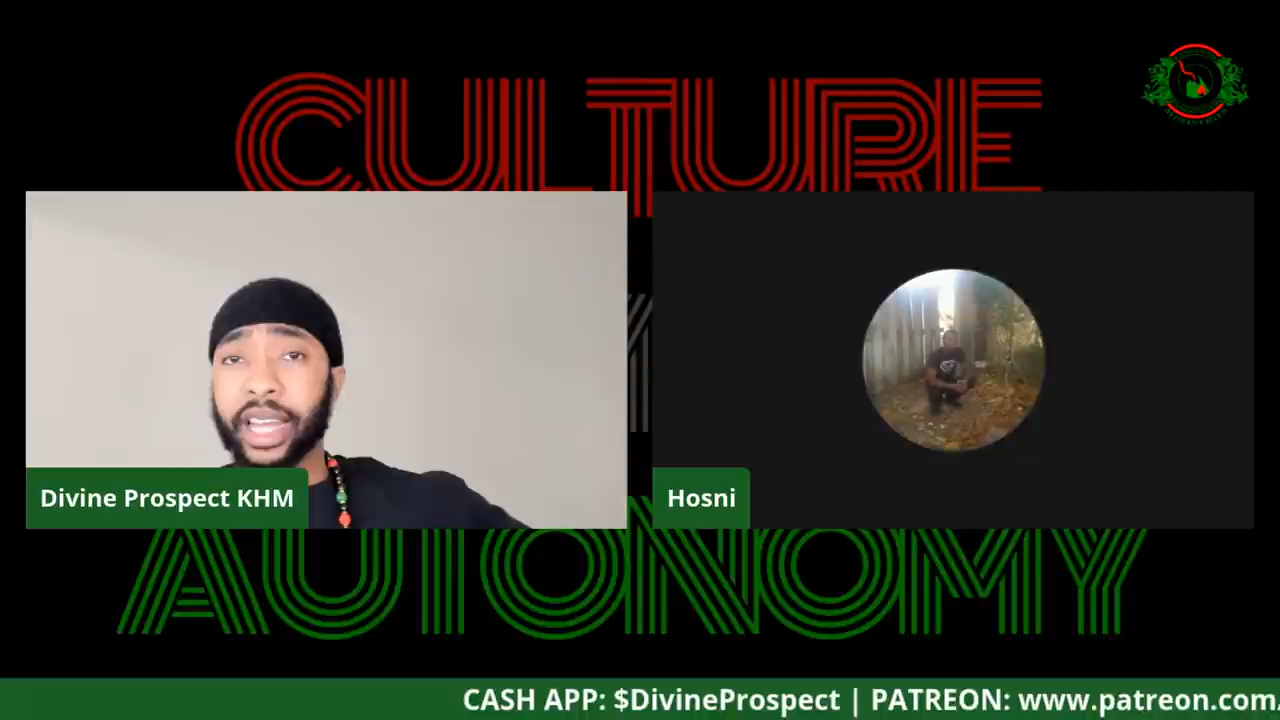 CULTURE
Divine Prospect KHM
Hosni
AUTONOMY
CASH APP: $DivineProspect | PATREON: www.patreon.com